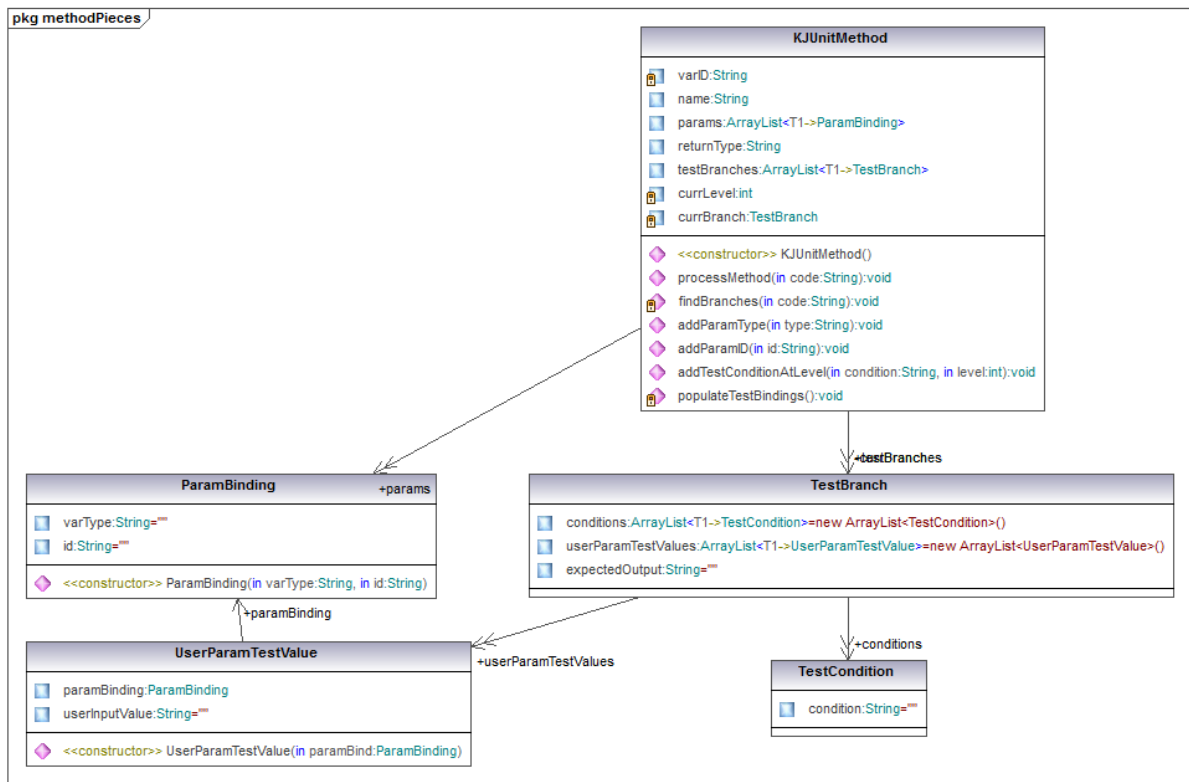 pkg methodPieces
KJUnitMethod
varID:String
name:String
params:ArrayList<T1->ParamBinding>
returnType:String
testBranches:ArrayList<T1->TestBranch>
currLevel:int
currBranch:TestBranch
<<constructor>> KJUnitMethod()
processMethod(in code:String):void
findBranches(in code:String):void
addParamType(in type:String):void
addParamID(in id:String):void
addTestConditionAtLevel(in condition:String, in level:int):void
populateTestBindings():void
+testBranches
ParamBinding
+params
varType:String=""
id:String=""
<<constructor>> ParamBinding(in varType:String, in id:String)
TestBranch
conditions:ArrayList<T1->TestCondition>=new ArrayList<TestCondition>()
userParamTestValues:ArrayList<T1->UserParamTestValue>=new ArrayList<UserParamTestValue>()
expectedOutput:String=""
+paramBinding
UserParamTestValue
paramBinding:ParamBinding
userInputValue:String=""
<<constructor>> UserParamTestValue(in paramBind:ParamBinding)
+userParamTestValues
+conditions
TestCondition
condition:String=""